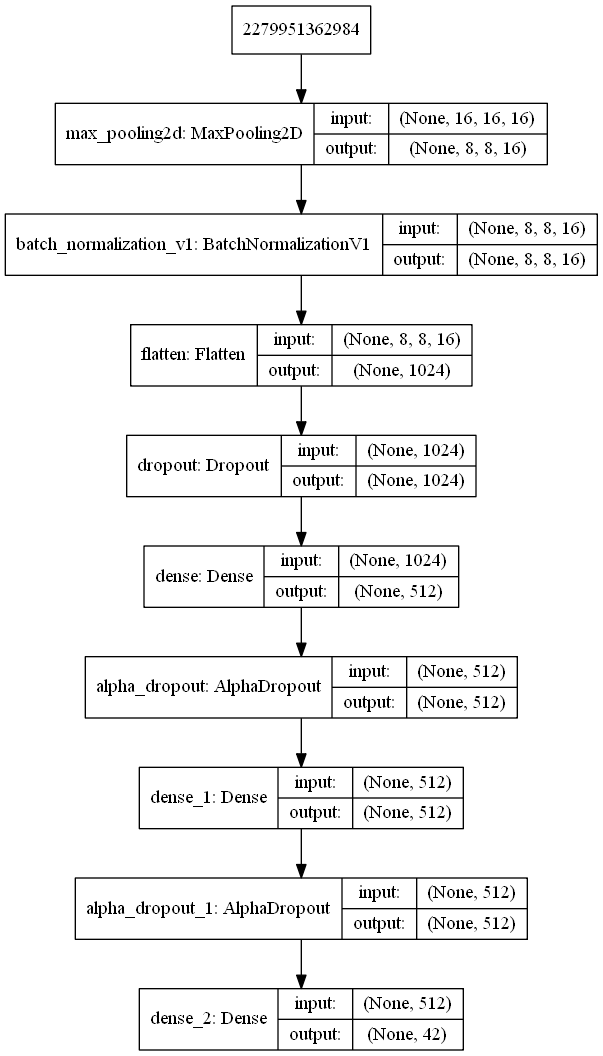 2279951362984
max_pooling2d: MaxPooling2D
input:
(None, 16, 16, 16)
output:
(None, 8, 8, 16)
batch_normalization_v1: BatchNormalizationV1
input:
(None, 8, 8, 16)
output:
(None, 8, 8, 16)
flatten: Flatten
input:
(None, 8, 8, 16)
output:
(None, 1024)
dropout: Dropout
input:
(None, 1024)
output:
(None, 1024)
dense: Dense
input:
(None, 1024)
output:
(None, 512)
alpha_dropout: AlphaDropout
input:
(None, 512)
output:
(None, 512)
dense_1: Dense
input:
(None, 512)
output:
(None, 512)
alpha_dropout_1: AlphaDropout
input:
(None, 512)
output:
(None, 512)
dense_2: Dense
input:
(None, 512)
output:
(None, 42)